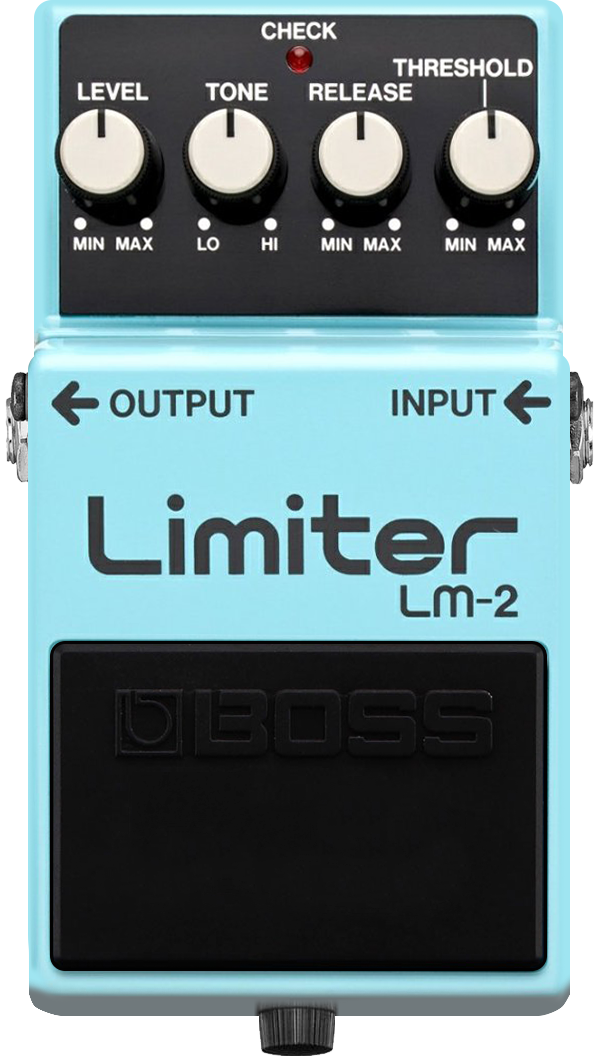 CHECK
THRESHOLD
LEVEL TONE RELEASE
MIN MAX LO HI MIN MAX MIN MAX
OUTPUT INPUT
Limiter
LM-2
BOSS